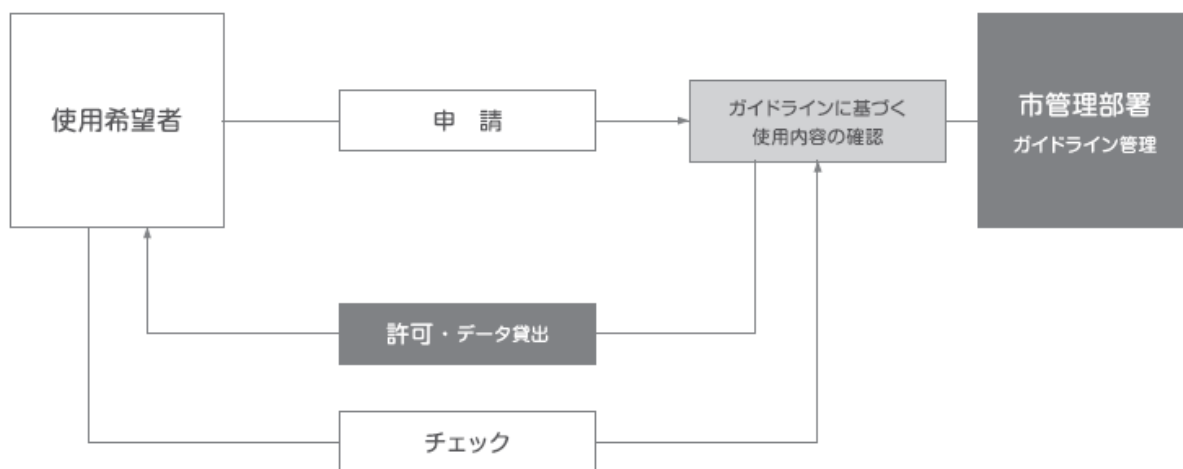 使用希望者
申　請
ガイドラインに基づく
使用内容の確認
市管理部署
ガイドライン管理
許可・データ貸出
チェック